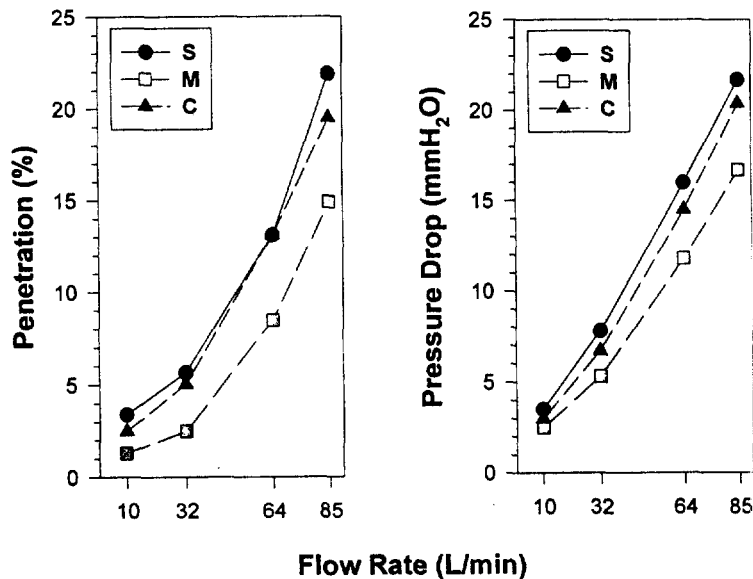 25
20
15
10
5
0
Penetration (%)
S
M
C
10 32 64 85
25
20
15
10
5
0
Pressure Drop (mmH₂O)
S
M
C
10 32 64 85
Flow Rate (L/min)